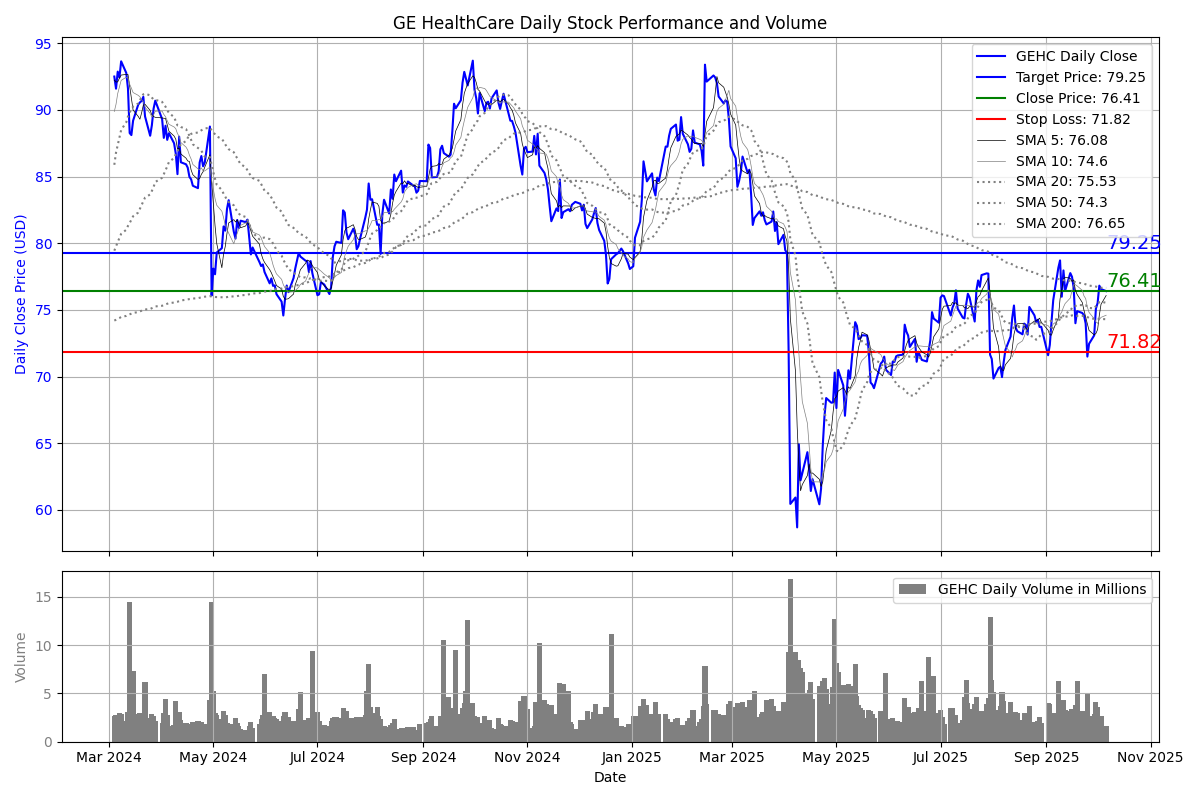 GE HealthCare Daily Stock Performance and Volume
Daily Close Price (USD)
95
90
85
80
75
70
65
60
GEHC Daily Close
Target Price: 79.25
Close Price: 76.41
Stop Loss: 71.82
SMA 5: 76.08
SMA 10: 74.6
SMA 20: 75.53
SMA 50: 74.3
SMA 200: 76.65
79.25
76.41
71.82
Volume
15
10
5
0
GEHC Daily Volume in Millions
Mar 2024
May 2024
Jul 2024
Sep 2024
Nov 2024
Jan 2025
Mar 2025
May 2025
Jul 2025
Sep 2025
Nov 2025
Date